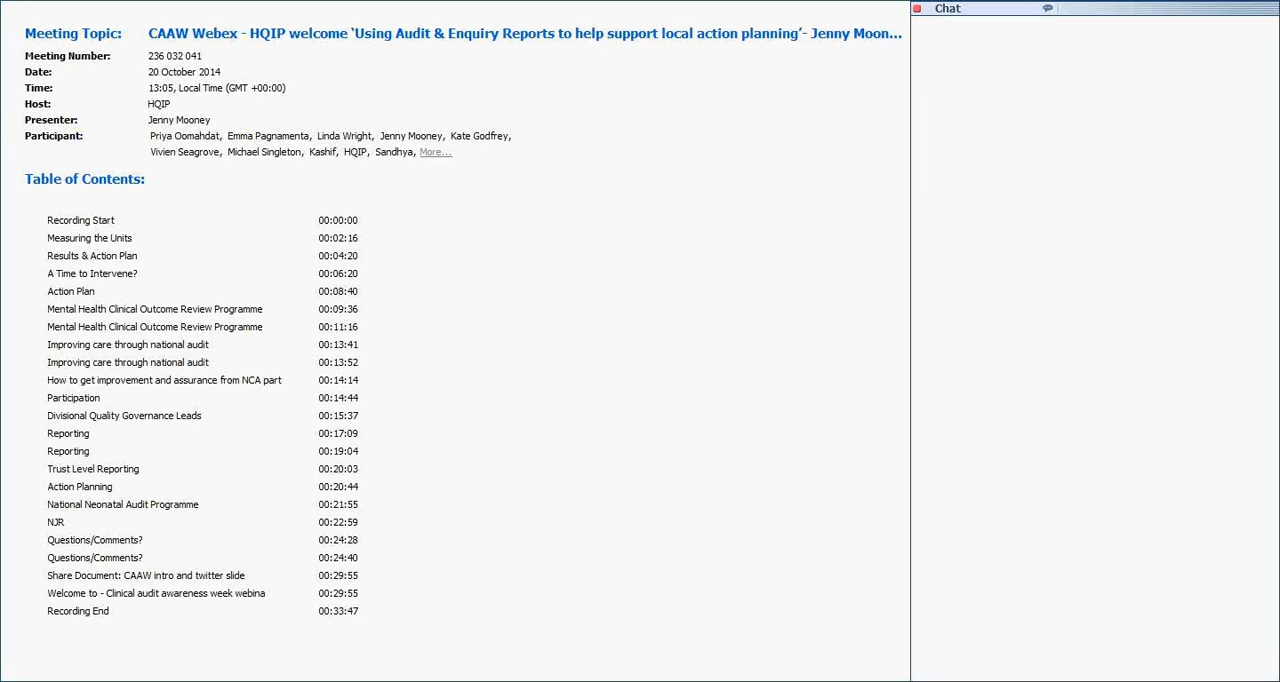 Chat
Meeting Topic: CAAW Webex - HQIP welcome ‘Using Audit & Enquiry Reports to help support local action planning’- Jenny Moon...
Meeting Number: 236 032 041
Date: 20 October 2014
Time: 13:05, Local Time (GMT +00:00)
Host: HQIP
Presenter: Jenny Mooney
Participant: Priya Oomahdat, Emma Pagnamenta, Linda Wright, Jenny Mooney, Kate Godfrey,
Vivien Seagrove, Michael Singleton, Kashif, HQIP, Sandhya, More...
Table of Contents:
Recording Start 00:00:00
Measuring the Units 00:02:16
Results & Action Plan 00:04:20
A Time to Intervene? 00:06:20
Action Plan 00:08:40
Mental Health Clinical Outcome Review Programme 00:09:36
Mental Health Clinical Outcome Review Programme 00:11:16
Improving care through national audit 00:13:41
Improving care through national audit 00:13:52
How to get improvement and assurance from NCA part 00:14:14
Participation 00:14:44
Divisional Quality Governance Leads 00:15:37
Reporting 00:17:09
Reporting 00:19:04
Trust Level Reporting 00:20:03
Action Planning 00:20:44
National Neonatal Audit Programme 00:21:55
NJR 00:22:59
Questions/Comments? 00:24:28
Questions/Comments? 00:24:40
Share Document: CAAW intro and twitter slide 00:29:55
Welcome to - Clinical audit awareness week webina 00:29:55
Recording End 00:33:47